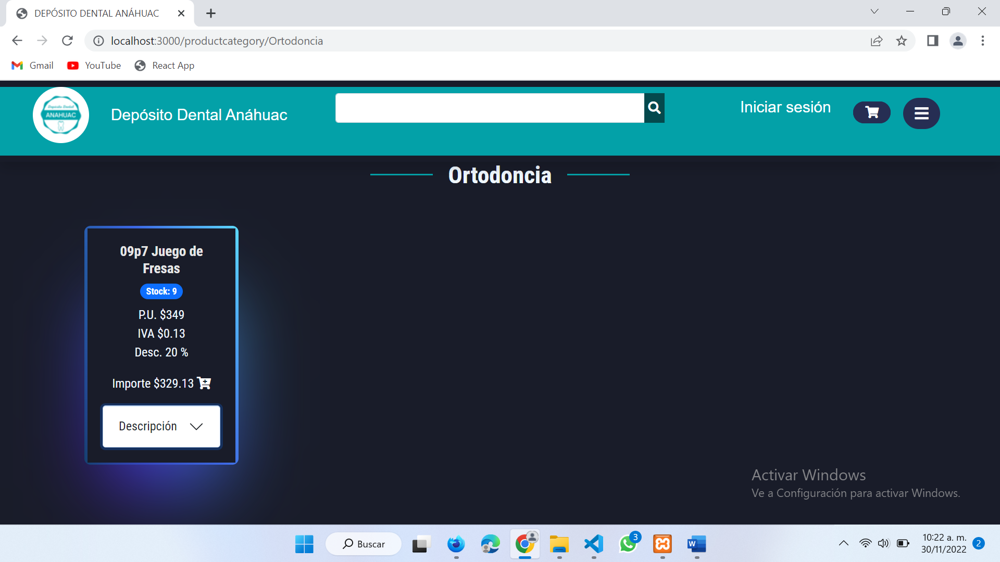 DEPÓSITO DENTAL ANÁHUAC
localhost:3000/productcategory/Ortodoncia
Gmail YouTube React App
Depósito Dental
ANAHUAC
Depósito Dental Anáhuac
Iniciar sesión
Ortodoncia
09p7 Juego de
Fresas
Stock: 9
P.U. $349
IVA $0.13
Desc. 20 %
Importe $329.13
Descripción
Activar Windows
Ve a Configuración para activar Windows.
Buscar
3
W
10:22 a. m.
30/11/2022
2